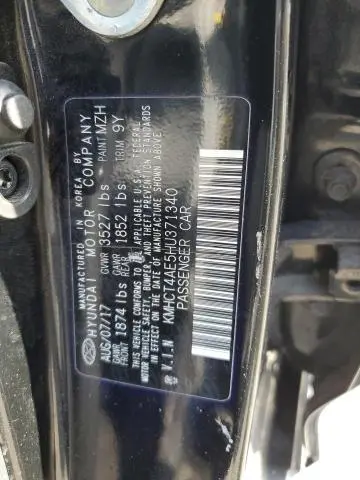 MANUFACTURED IN KOREA BY
HYUNDAI MOTOR COMPANY
AUG/07/17 GVWR 3527 lbs PAINT MZH
GAWR FRONT 1874 lbs GAWR REAR 1852 lbs TRIM 9Y
THIS VEHICLE CONFORMS TO ALL APPLICABLE U.S.A. FEDERAL
MOTOR VEHICLE SAFETY, BUMPER, AND THEFT PREVENTION STANDARDS
IN EFFECT ON THE DATE OF MANUFACTURE SHOWN ABOVE.
V.I.N KMHCT4AE5HU371340
PASSENGER CAR